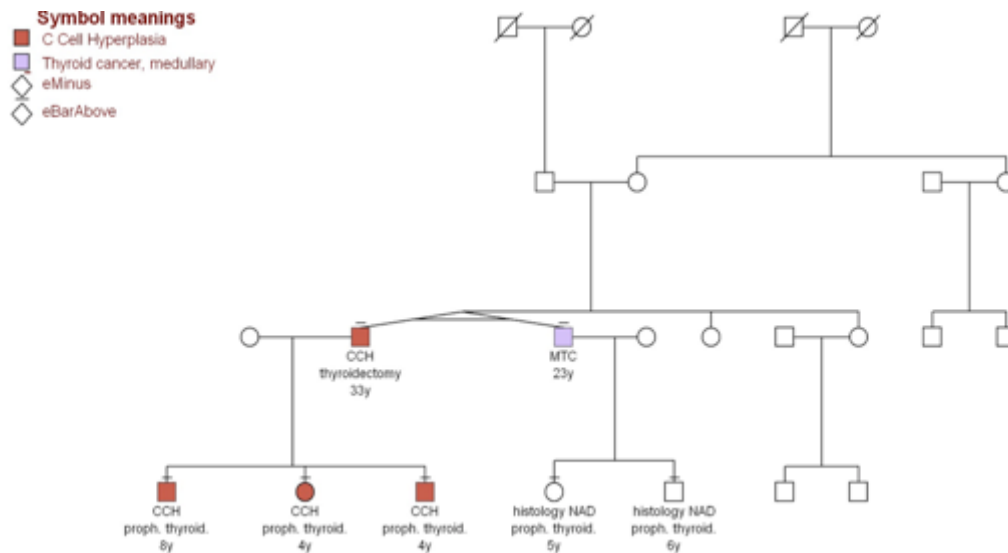 Symbol meanings
C Cell Hyperplasia
Thyroid cancer, medullary
eMinus
eBarAbove
CCH
thyroidectomy
33y
MTC
23y
CCH
proph. thyroid.
8y
CCH
proph. thyroid.
4y
CCH
proph. thyroid.
4y
histology NAD
proph. thyroid.
5y
histology NAD
proph. thyroid.
6y